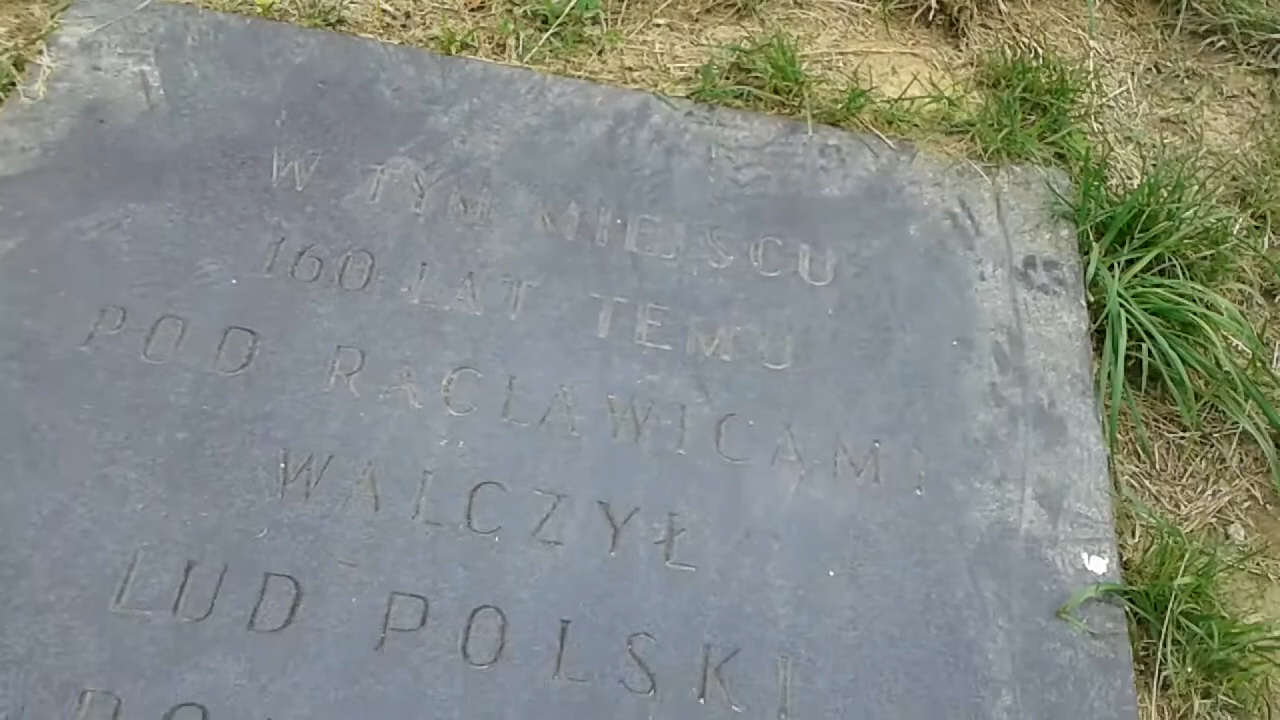 W TYM MIEJSCU
160 LAT TEMU
POD RACŁAWICAMI
WALCZYŁ
LUD POLSKI